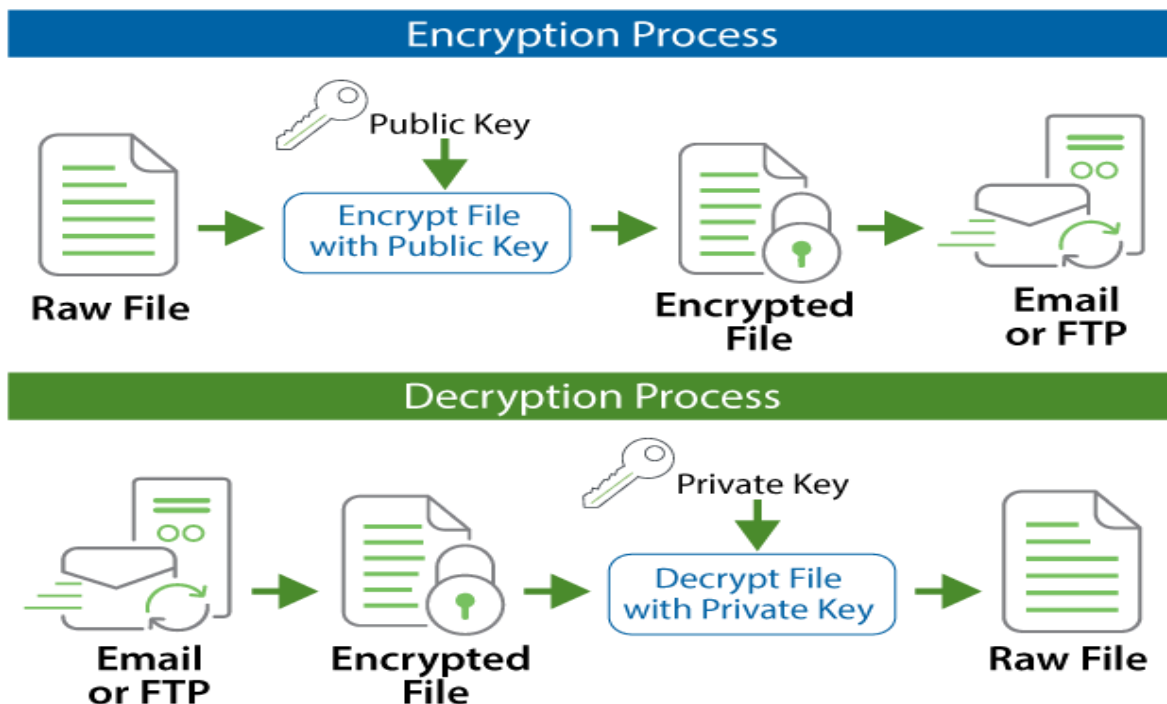 Encryption Process
Public Key
Encrypt File
with Public Key
Raw File
Encrypted
File
Email
or FTP
Decryption Process
Private Key
Decrypt File
with Private Key
Email
or FTP
Encrypted
File
Raw File